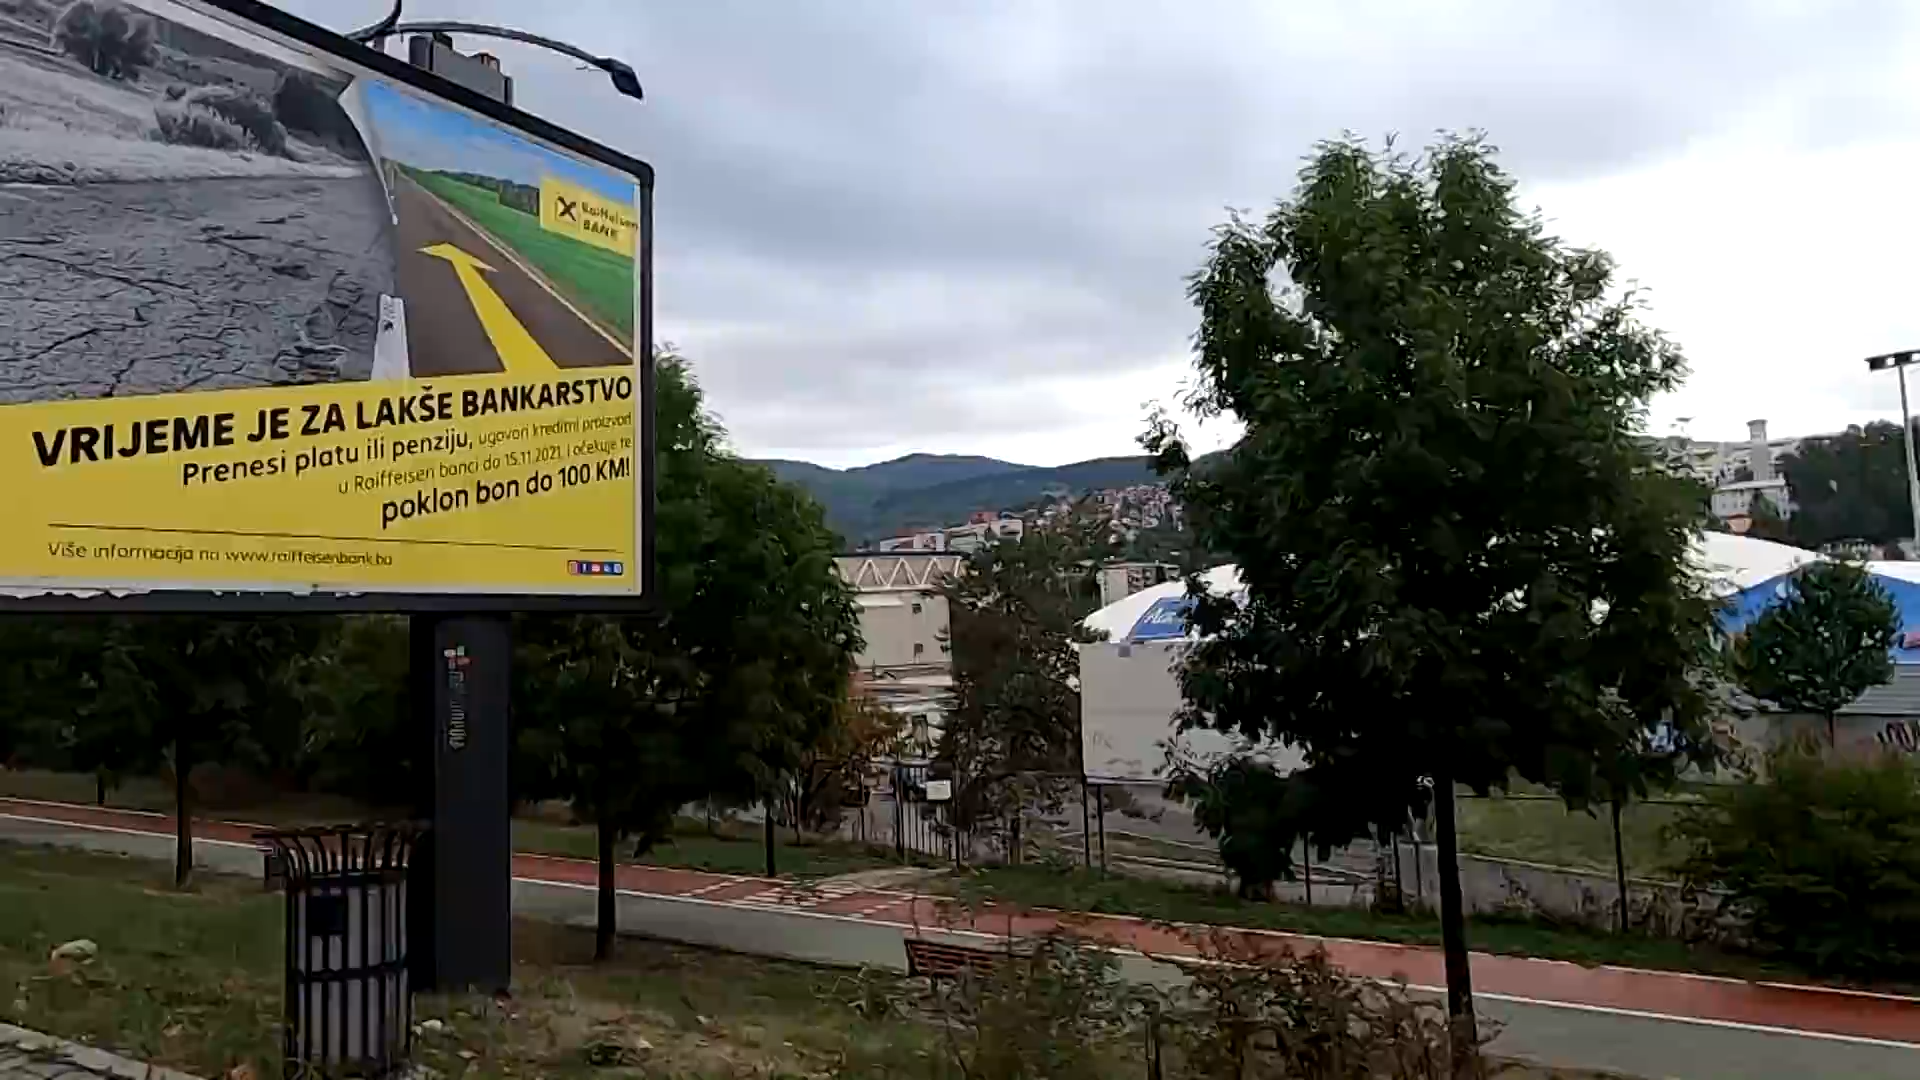 Raiffeisen
BANK
VRIJEME JE ZA LAKŠE BANKARSTVO
Prenesi platu ili penziju, ugovori kreditni proizvod
u Raiffeisen banci do 15.11.2021. i očekuje te
poklon bon do 100 KM!
Više informacija na www.raiffeisenbank.ba